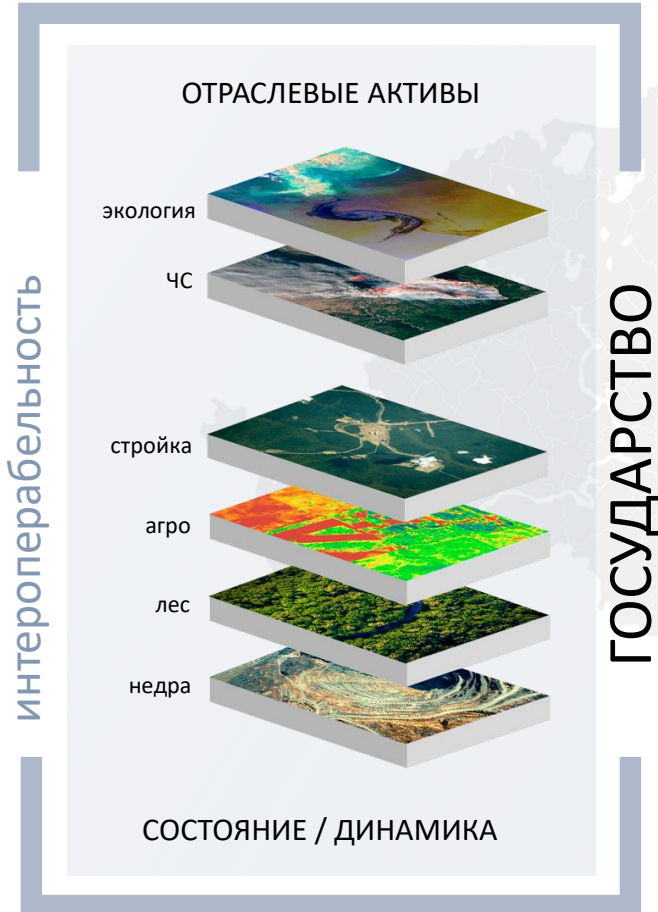 ОТРАСЛЕВЫЕ АКТИВЫ
экология
ЧС
стройка
агро
лес
недра
СОСТОЯНИЕ / ДИНАМИКА
интероперабельность
ГОСУДАРСТВО